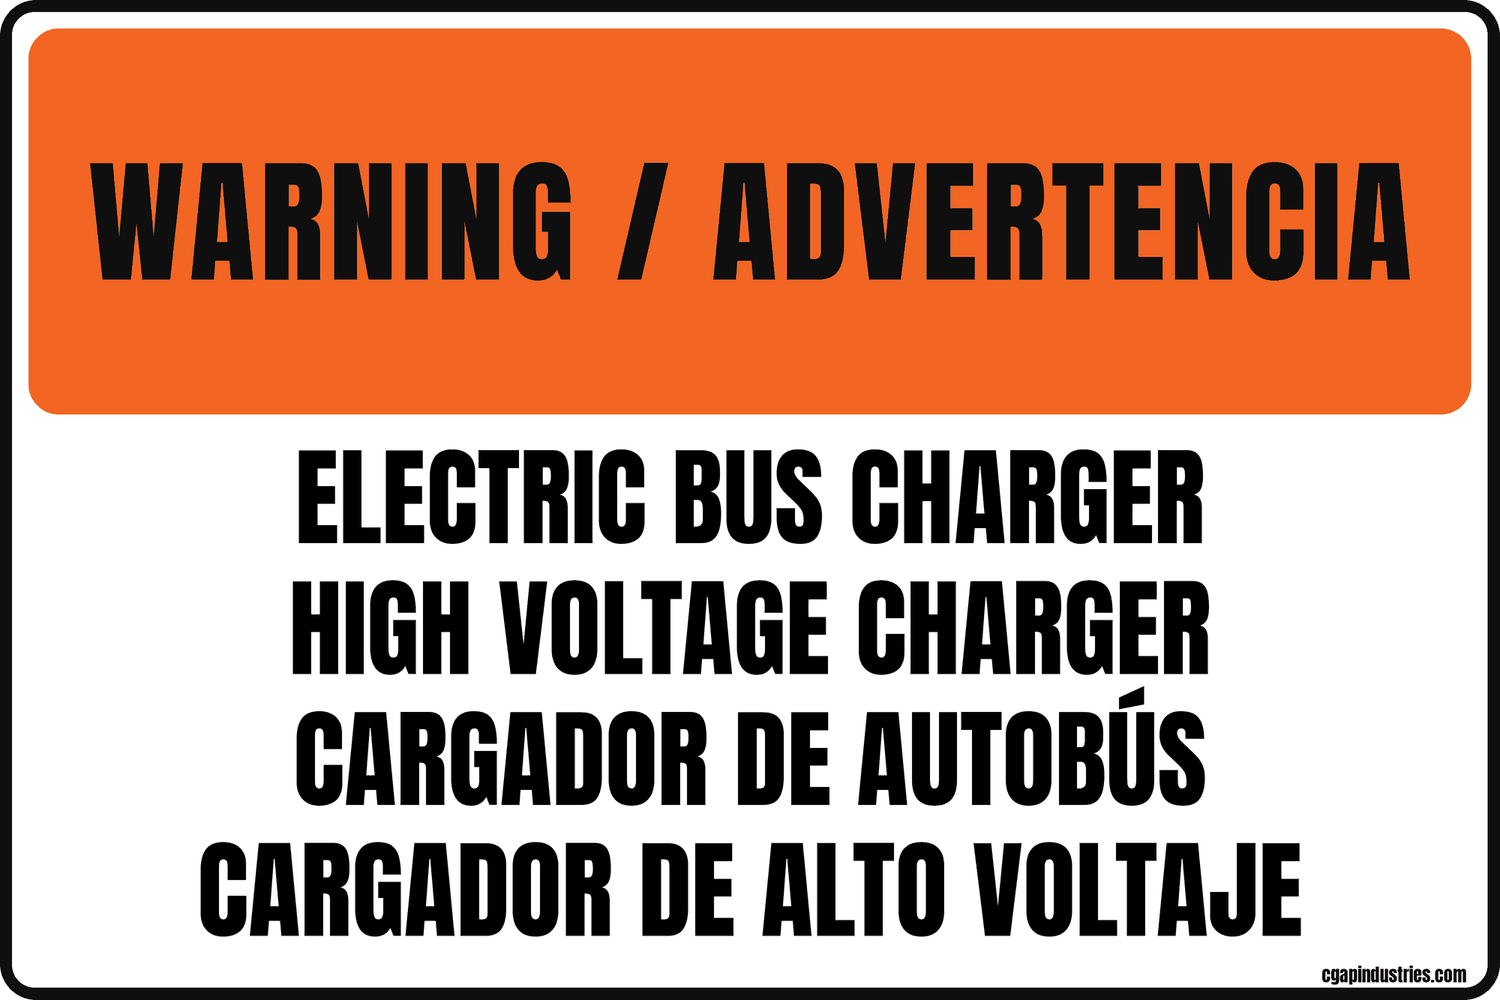 WARNING / ADVERTENCIA
ELECTRIC BUS CHARGER
HIGH VOLTAGE CHARGER
CARGADOR DE AUTOBÚS
CARGADOR DE ALTO VOLTAJE
cgapindustries.com